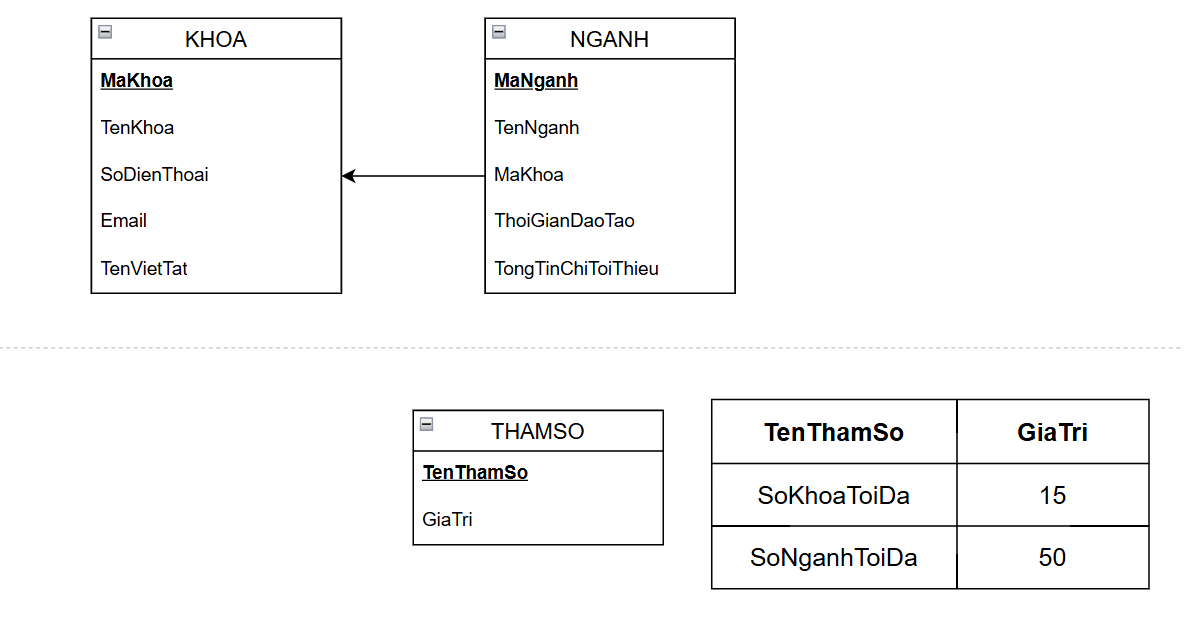 KHOA
MaKhoa
TenKhoa
SoDienThoai
Email
TenVietTat
NGANH
MaNganh
TenNganh
MaKhoa
ThoiGianDaoTao
TongTinChiToiThieu
THAMSO
TenThamSo
GiaTri
TenThamSo GiaTri
SoKhoaToiDa 15
SoNganhToiDa 50